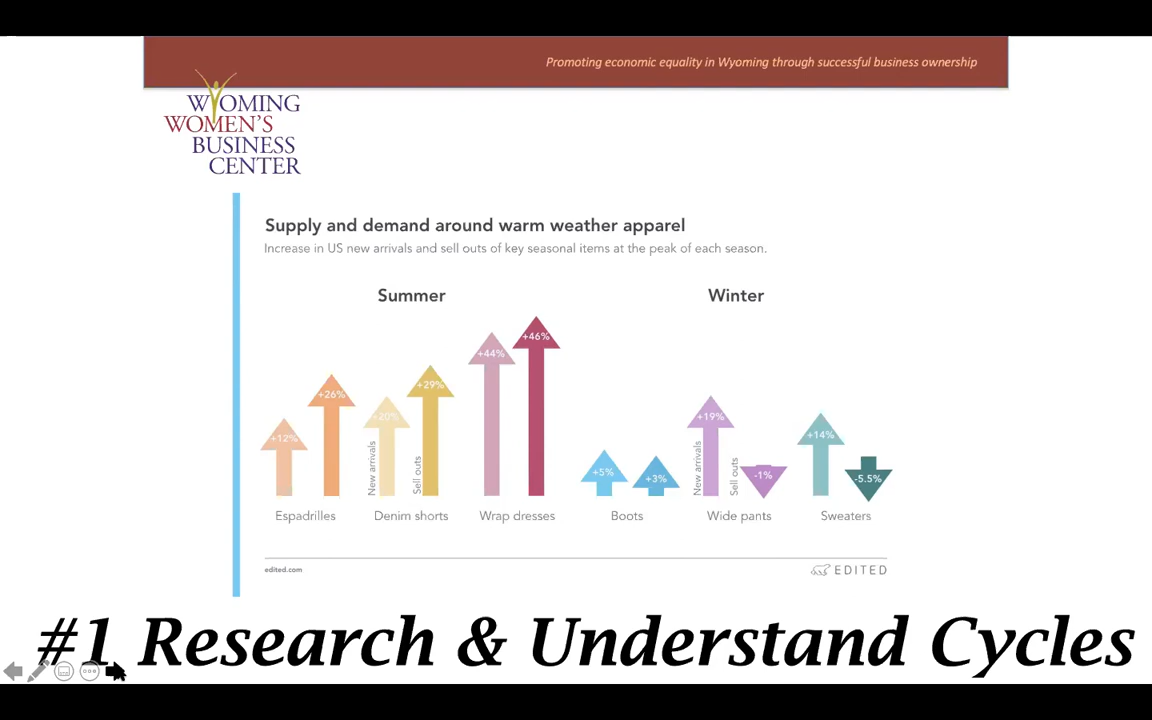 Promoting economic equality in Wyoming through successful business ownership
WYOMING
WOMEN'S
BUSINESS
CENTER
Supply and demand around warm weather apparel
Increase in US new arrivals and sell outs of key seasonal items at the peak of each season.
Summer
Winter
+12%
+26%
+20%
+29%
+44%
+46%
+5%
+3%
+19%
-1%
+14%
-5.5%
New arrivals
Sell outs
New arrivals
Sell outs
Espadrilles
Denim shorts
Wrap dresses
Boots
Wide pants
Sweaters
edited.com
EDITED
#1 Research & Understand Cycles